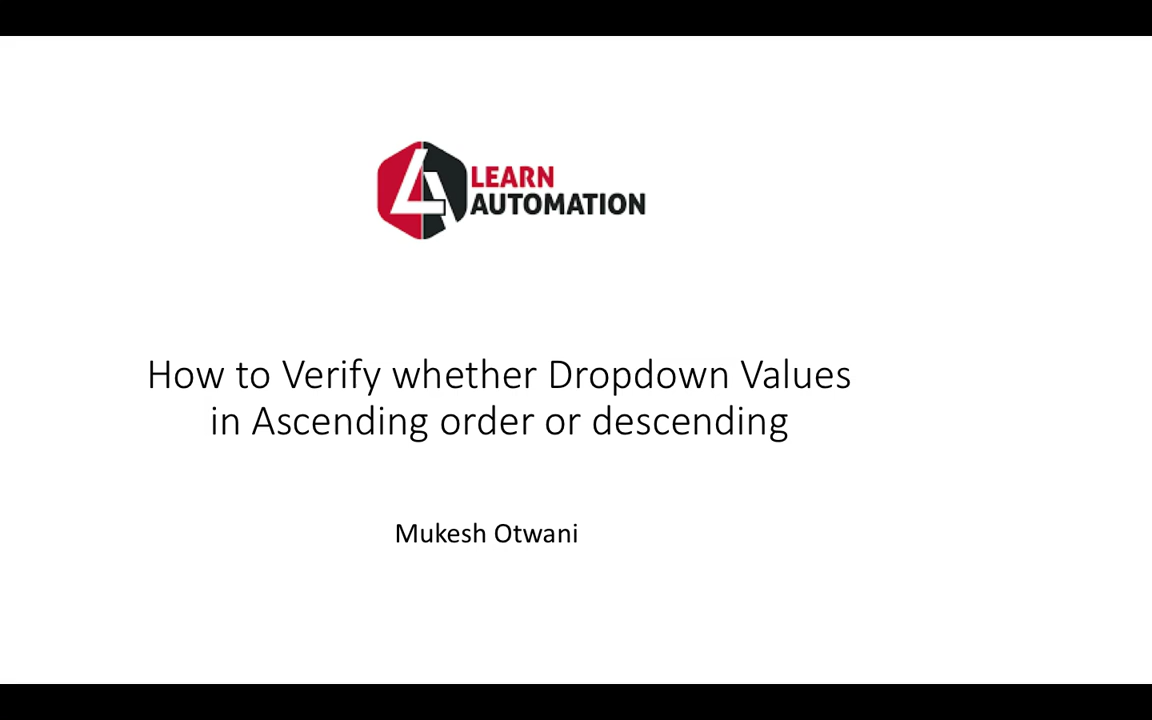 LEARN
AUTOMATION
How to Verify whether Dropdown Values
in Ascending order or descending
Mukesh Otwani